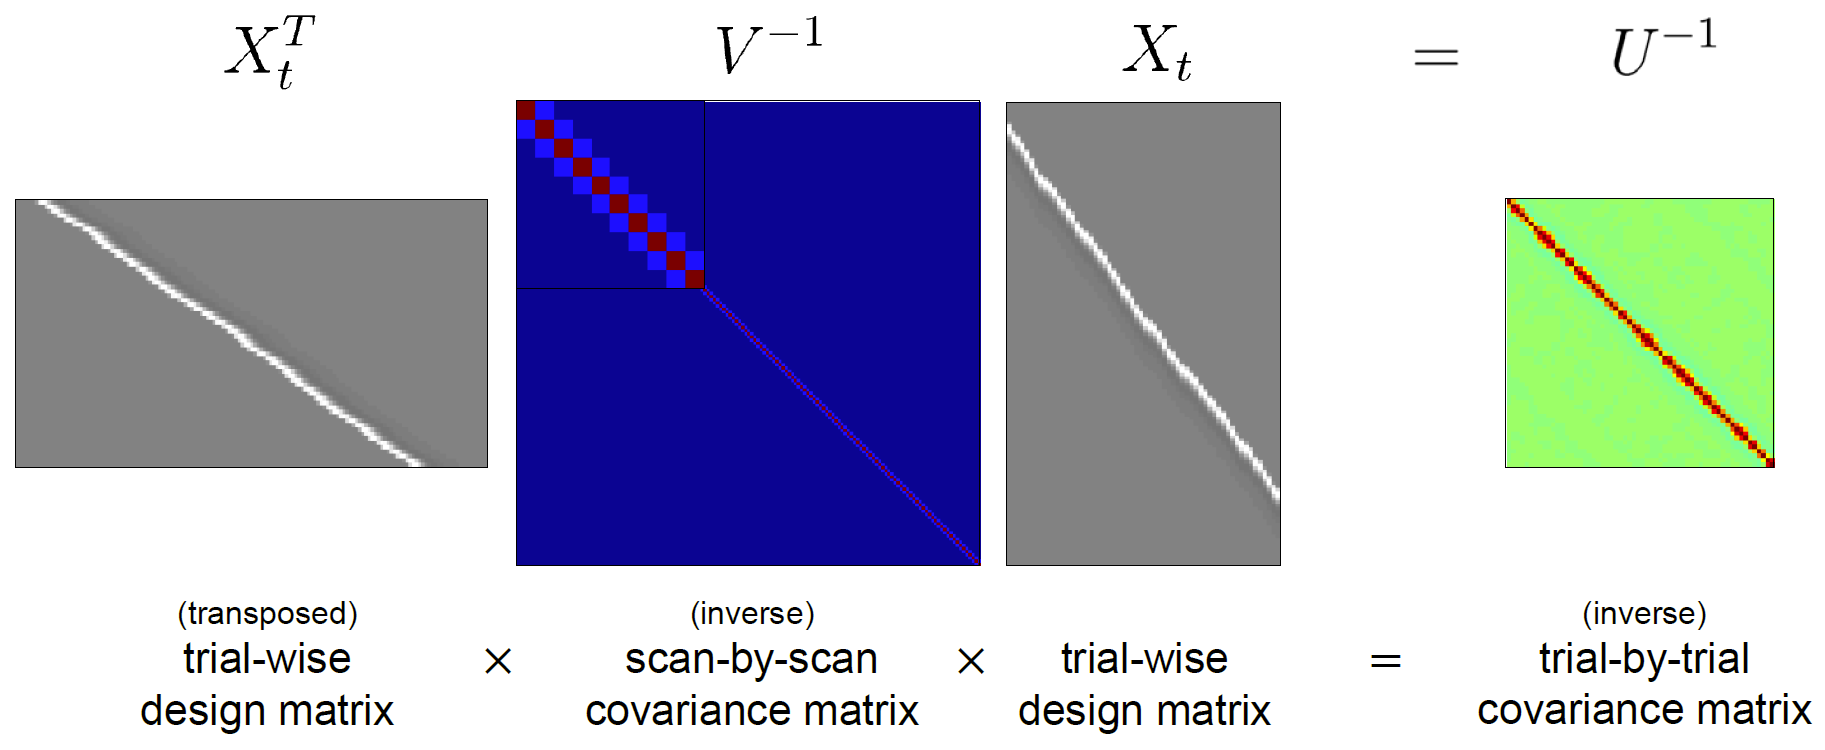 X_t^T V^{-1} X_t = U^{-1}
(transposed) (inverse) (inverse)
trial-wise × scan-by-scan × trial-wise = trial-by-trial
design matrix covariance matrix design matrix covariance matrix